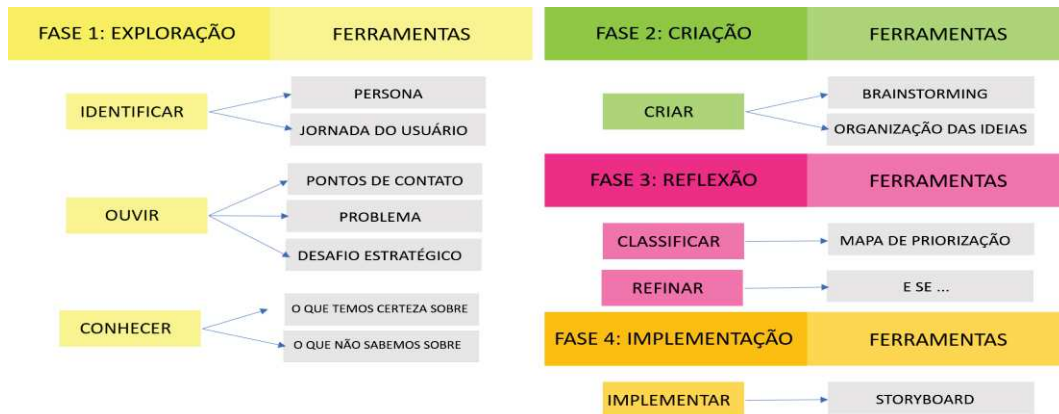 FASE 1: EXPLORAÇÃO
FERRAMENTAS
IDENTIFICAR
PERSONA
JORNADA DO USUÁRIO
OUVIR
PONTOS DE CONTATO
PROBLEMA
DESAFIO ESTRATÉGICO
CONHECER
O QUE TEMOS CERTEZA SOBRE
O QUE NÃO SABEMOS SOBRE
FASE 2: CRIAÇÃO
FERRAMENTAS
CRIAR
BRAINSTORMING
ORGANIZAÇÃO DAS IDEIAS
FASE 3: REFLEXÃO
FERRAMENTAS
CLASSIFICAR
MAPA DE PRIORIZAÇÃO
REFINAR
E SE ...
FASE 4: IMPLEMENTAÇÃO
FERRAMENTAS
IMPLEMENTAR
STORYBOARD